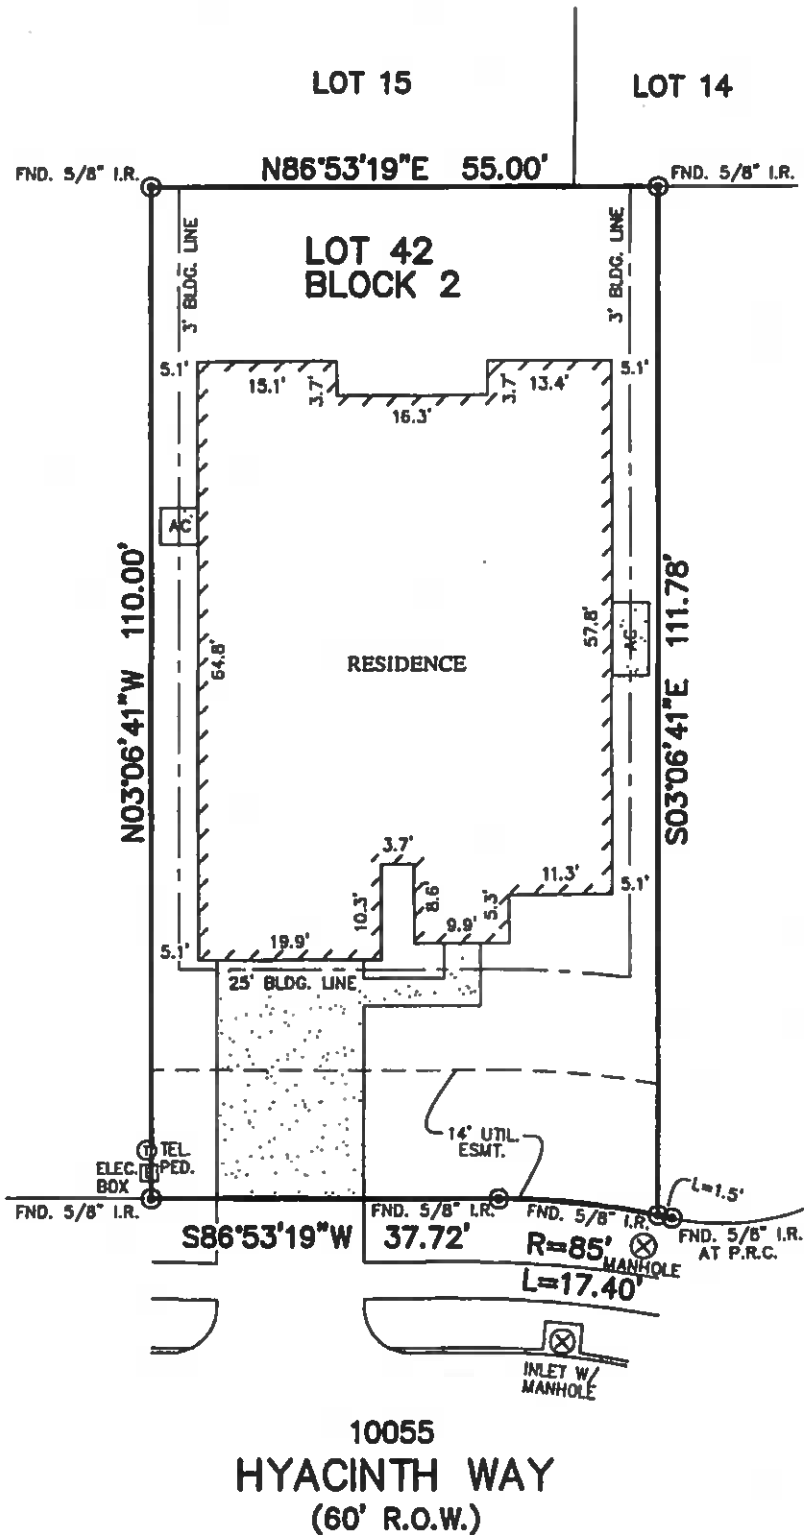 LOT 15
LOT 14
FND. 5/8" I.R.
N86°53'19"E 55.00'
FND. 5/8" I.R.
3' BLDG. LINE
LOT 42
BLOCK 2
3' BLDG. LINE
5.1'
15.1'
3.7'
16.3'
3.7'
13.4'
5.1'
AC.
N03°06'41"W 110.00'
64.8'
RESIDENCE
57.8'
AC.
S03°06'41"E 111.78'
3.7'
10.3'
8.6'
9.9'
5.3'
11.3'
5.1'
5.1'
19.9'
25' BLDG. LINE
14' UTIL.
ESMT.
T
TEL.
PED.
ELEC.
BOX
E
FND. 5/8" I.R.
S86°53'19"W 37.72'
FND. 5/8" I.R.
FND. 5/8" I.R.
L=1.5'
FND. 5/8" I.R.
AT P.R.C.
R=85'
MANHOLE
L=17.40'
INLET W/
MANHOLE
10055
HYACINTH WAY
(60' R.O.W.)